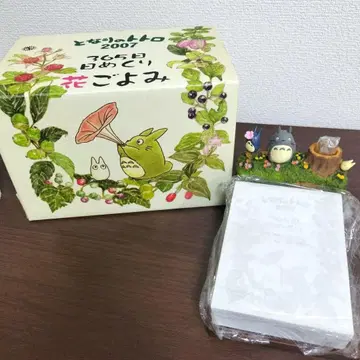 となりのトトロ
2007
365日
日めくり
花ごよみ